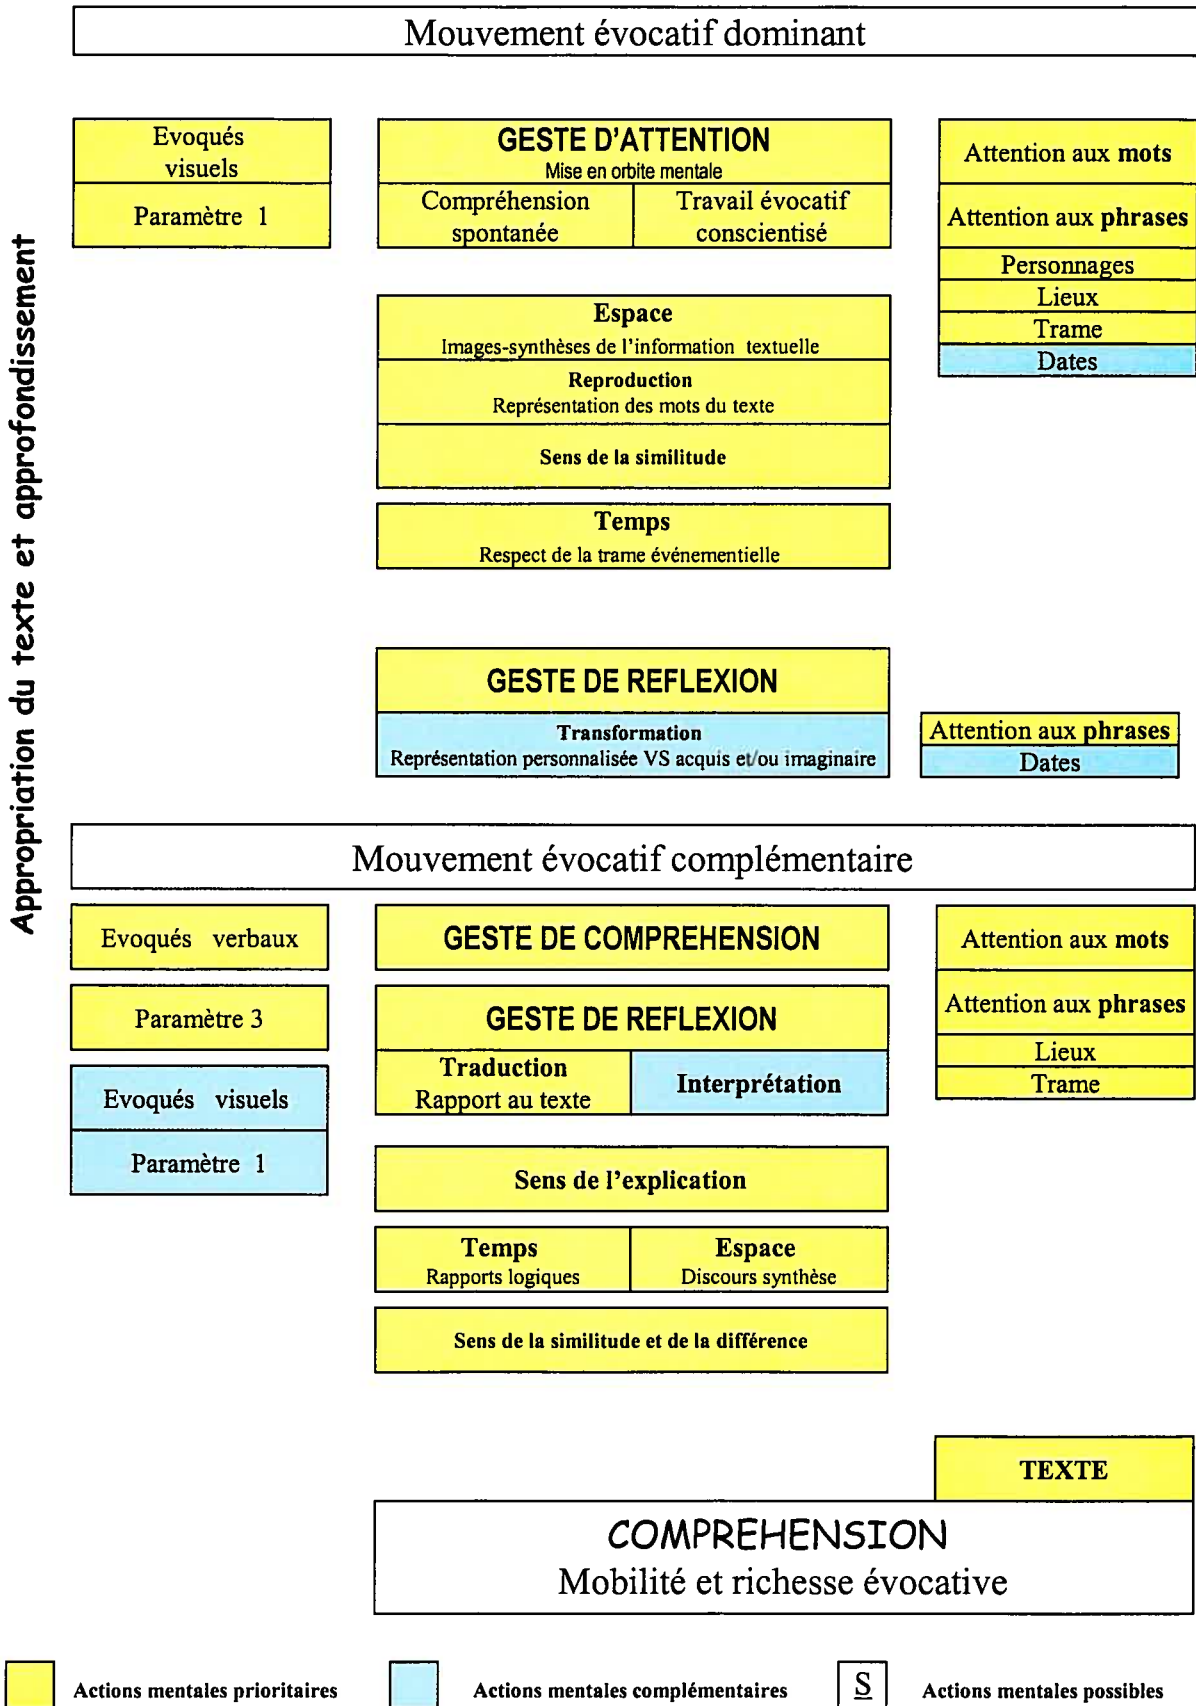 Mouvement évocatif dominant
Appropriation du texte et approfondissement
Evoqués
visuels
Paramètre 1
GESTE D'ATTENTION
Mise en orbite mentale
Compréhension
spontanée
Travail évocatif
conscientisé
Attention aux mots
Attention aux phrases
Personnages
Lieux
Trame
Dates
Espace
Images-synthèses de l'information textuelle
Reproduction
Représentation des mots du texte
Sens de la similitude
Temps
Respect de la trame événementielle
GESTE DE REFLEXION
Transformation
Représentation personnalisée VS acquis et/ou imaginaire
Attention aux phrases
Dates
Mouvement évocatif complémentaire
Evoqués verbaux
Paramètre 3
Evoqués visuels
Paramètre 1
GESTE DE COMPREHENSION
GESTE DE REFLEXION
Traduction
Rapport au texte
Interprétation
Attention aux mots
Attention aux phrases
Lieux
Trame
Sens de l'explication
Temps
Rapports logiques
Espace
Discours synthèse
Sens de la similitude et de la différence
TEXTE
COMPREHENSION
Mobilité et richesse évocative
Actions mentales prioritaires
Actions mentales complémentaires
S
Actions mentales possibles